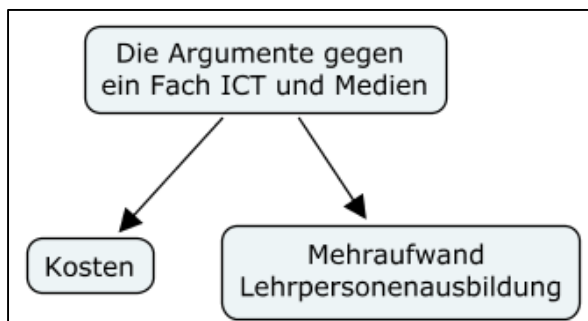 Die Argumente gegen
ein Fach ICT und Medien
Kosten
Mehraufwand
Lehrpersonenausbildung